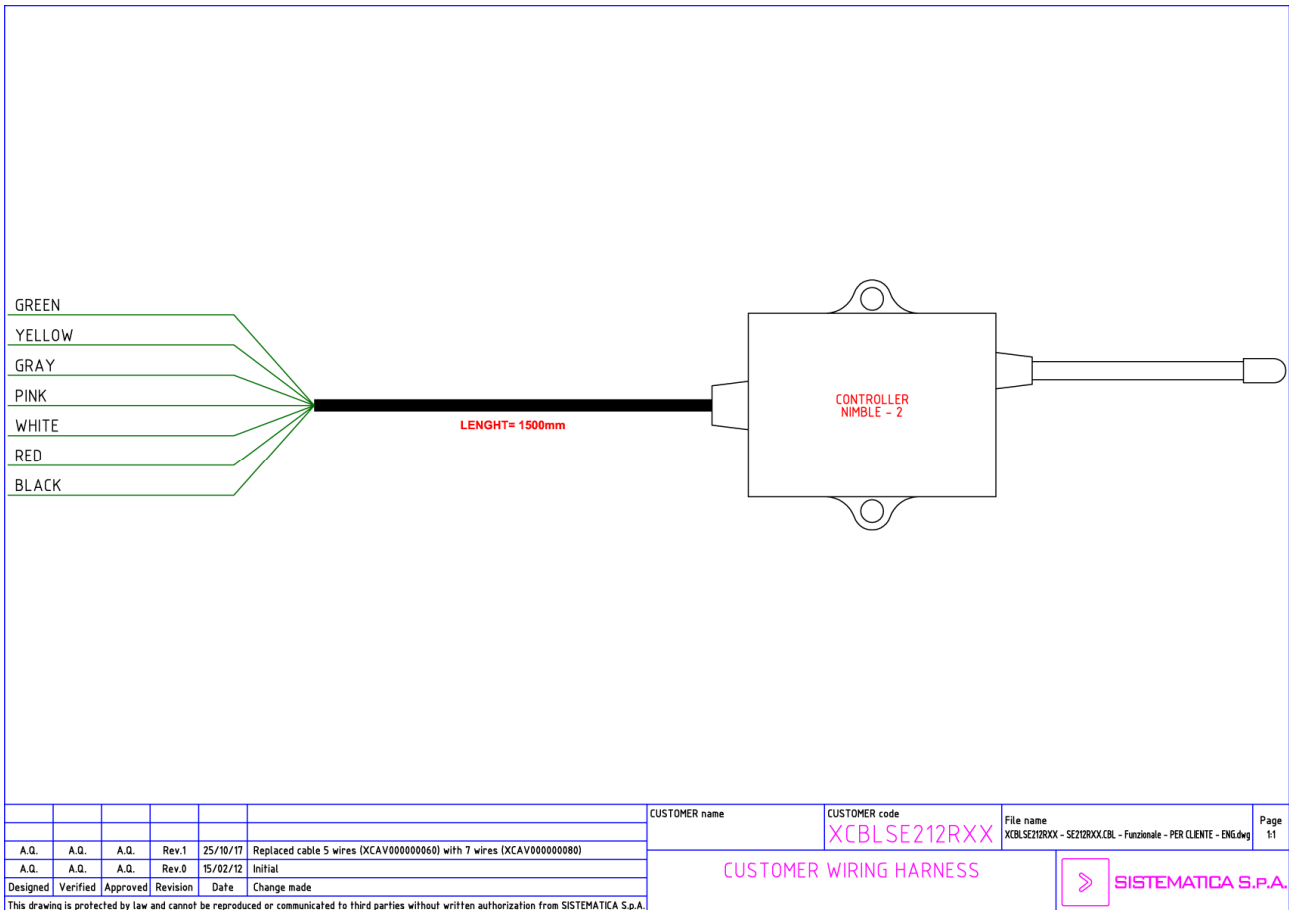 GREEN
YELLOW
GRAY
PINK
WHITE
RED
BLACK
LENGHT= 1500mm
CONTROLLER
NIMBLE - 2
A.Q. A.Q. A.Q. Rev.1 25/10/17 Replaced cable 5 wires (XCAV000000060) with 7 wires (XCAV000000080)
A.Q. A.Q. A.Q. Rev.0 15/02/12 Initial
Designed Verified Approved Revision Date Change made
This drawing is protected by law and cannot be reproduced or communicated to third parties without written authorization from SISTEMATICA S.p.A.
CUSTOMER name
CUSTOMER code
XCBLSE212RXX
File name
XCBLSE212RXX - SE212RXX.CBL - Funzionale - PER CLIENTE - ENG.dwg
Page
1:1
CUSTOMER WIRING HARNESS
SISTEMATICA S.P.A.